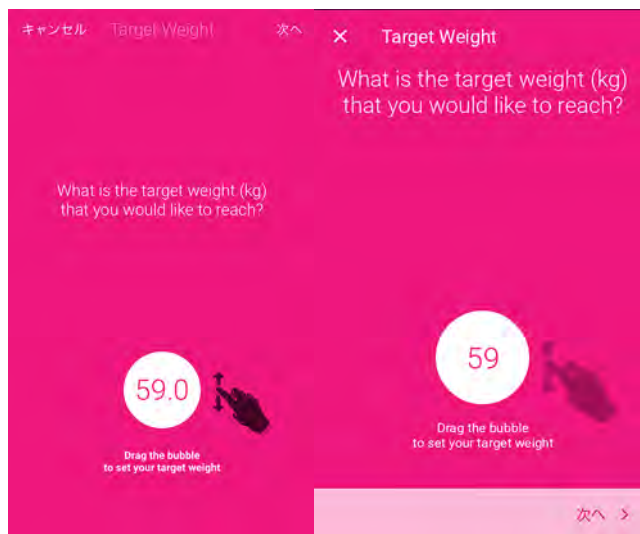 キャンセル Target Weight 次へ
What is the target weight (kg)
that you would like to reach?
59.0
Drag the bubble
to set your target weight
× Target Weight
What is the target weight (kg)
that you would like to reach?
59
Drag the bubble
to set your target weight
次へ >